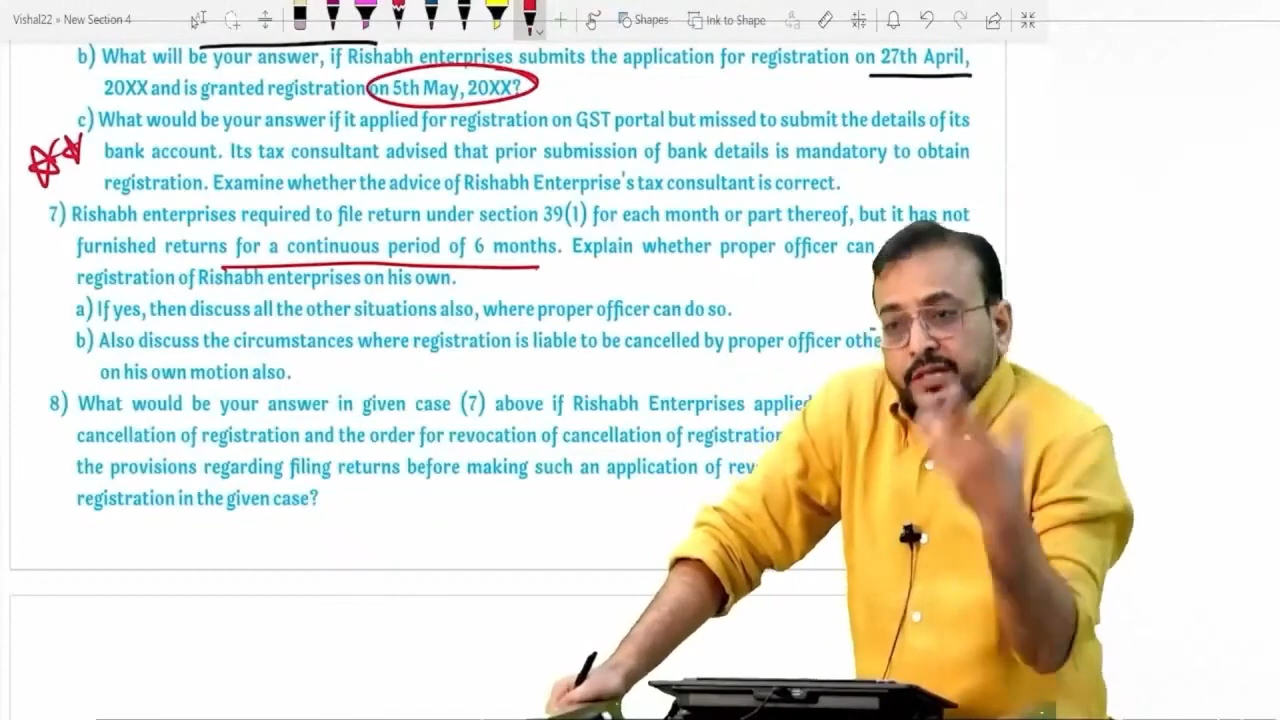 Vishal22 » New Section 4
Shapes
Ink to Shape
b) What will be your answer, if Rishabh enterprises submits the application for registration on 27th April,
20XX and is granted registration on 5th May, 20XX?
c) What would be your answer if it applied for registration on GST portal but missed to submit the details of its
bank account. Its tax consultant advised that prior submission of bank details is mandatory to obtain
registration. Examine whether the advice of Rishabh Enterprise's tax consultant is correct.
7) Rishabh enterprises required to file return under section 39(1) for each month or part thereof, but it has not
furnished returns for a continuous period of 6 months. Explain whether proper officer can
registration of Rishabh enterprises on his own.
a) If yes, then discuss all the other situations also, where proper officer can do so.
b) Also discuss the circumstances where registration is liable to be cancelled by proper officer
on his own motion also.
8) What would be your answer in given case (7) above if Rishabh Enterprises applied
cancellation of registration and the order for revocation of cancellation of registration
the provisions regarding filing returns before making such an application of
registration in the given case?